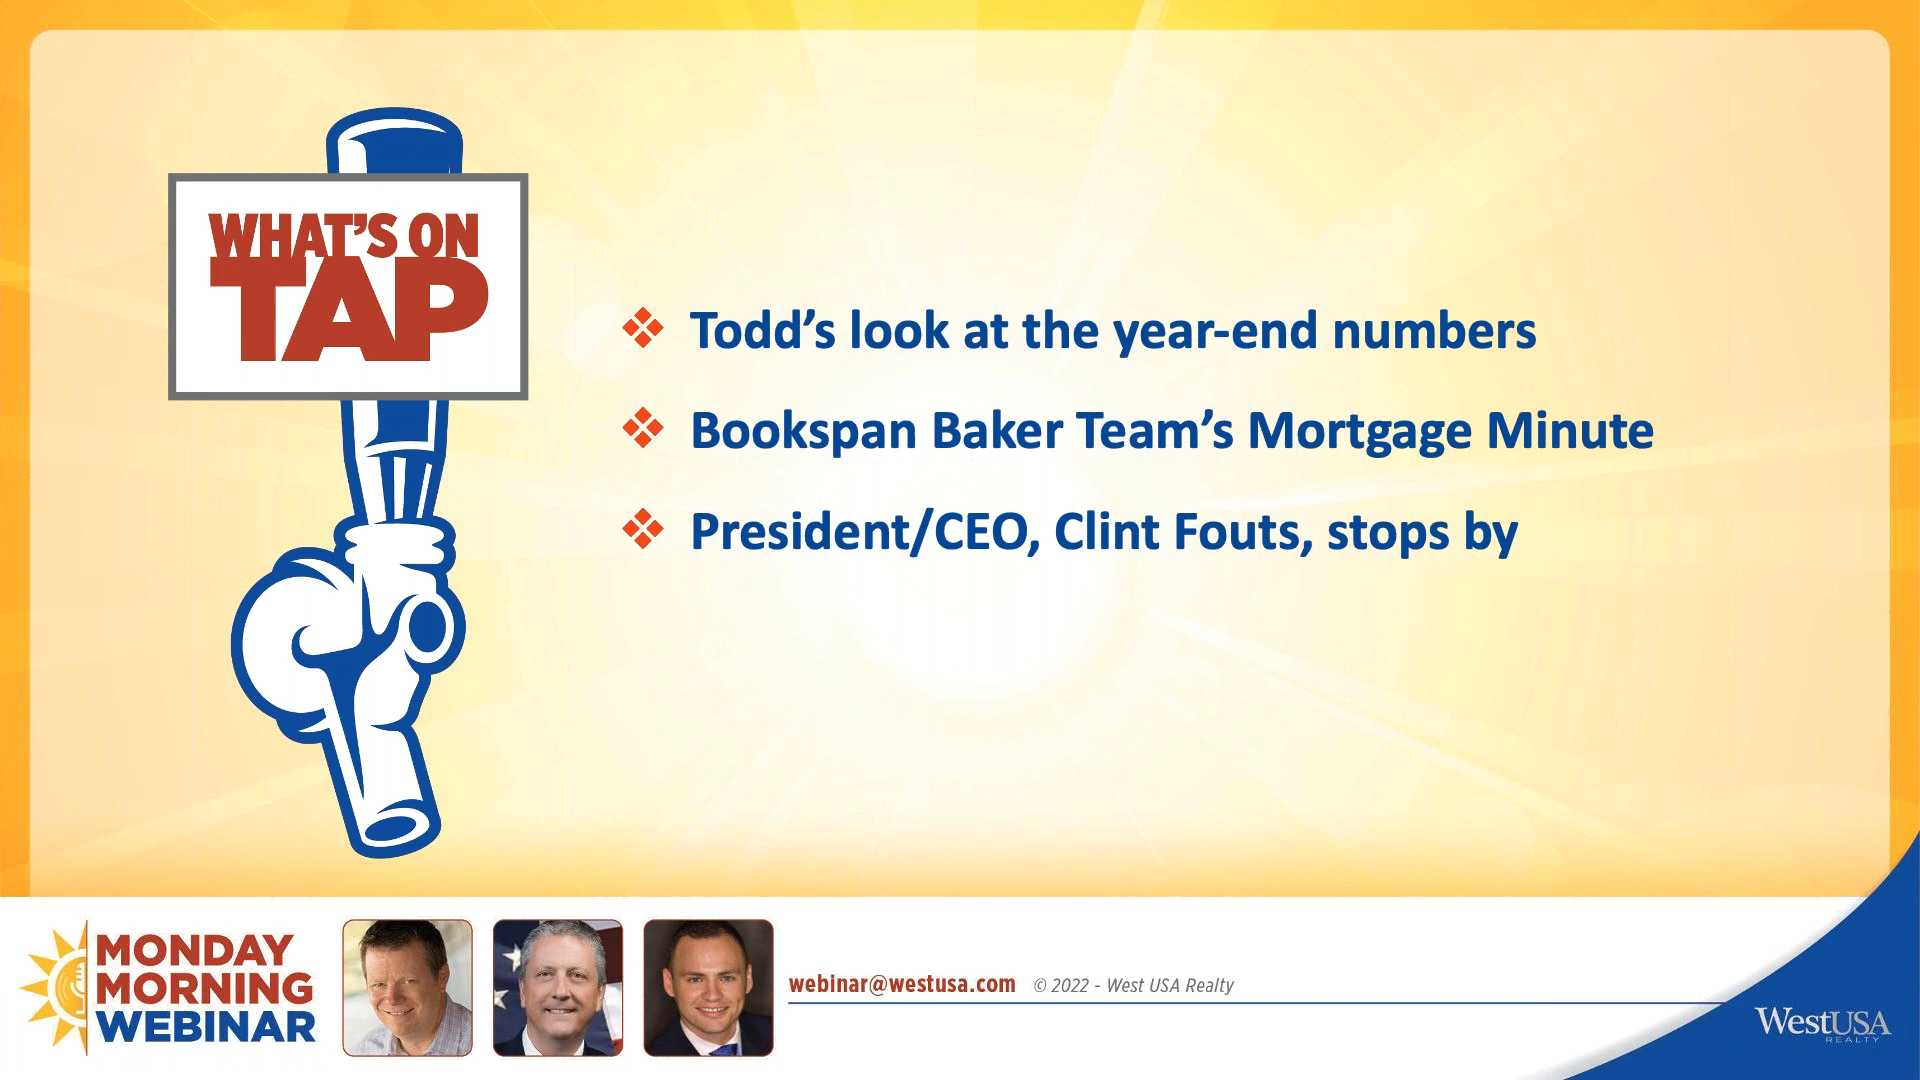 WHAT'S ON
TAP
Todd's look at the year-end numbers
Bookspan Baker Team's Mortgage Minute
President/CEO, Clint Fouts, stops by
MONDAY
MORNING
WEBINAR
webinar@westusa.com © 2022 - West USA Realty
WestUSA
REALTY